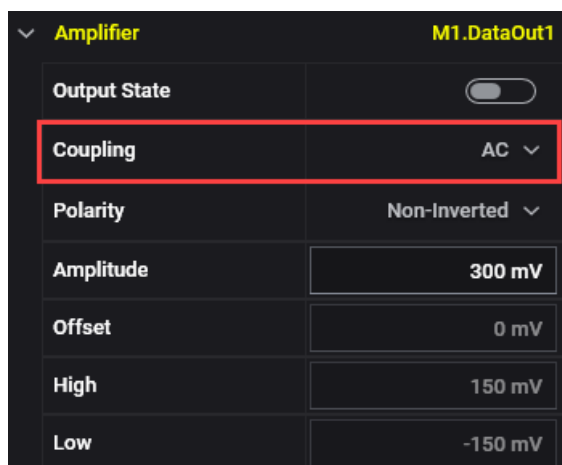 Amplifier M1.DataOut1
Output State
Coupling AC
Polarity Non-Inverted
Amplitude 300 mV
Offset 0 mV
High 150 mV
Low -150 mV